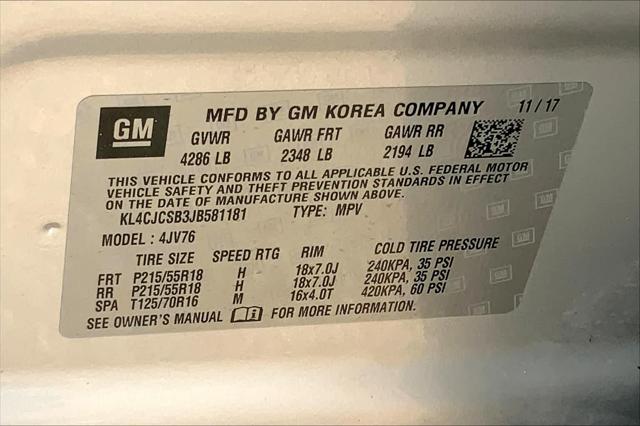 GM
MFD BY GM KOREA COMPANY 11/17
GVWR GAWR FRT GAWR RR
4286 LB 2348 LB 2194 LB
THIS VEHICLE CONFORMS TO ALL APPLICABLE U.S. FEDERAL MOTOR
VEHICLE SAFETY AND THEFT PREVENTION STANDARDS IN EFFECT
ON THE DATE OF MANUFACTURE SHOWN ABOVE.
KL4CJCSB3JB581181 TYPE: MPV
MODEL: 4JV76
TIRE SIZE SPEED RTG RIM COLD TIRE PRESSURE
FRT P215/55R18 H 18x7.0J 240KPA, 35 PSI
RR P215/55R18 H 18x7.0J 240KPA, 35 PSI
SPA T125/70R16 M 16x4.0T 420KPA, 60 PSI
SEE OWNER'S MANUAL FOR MORE INFORMATION.